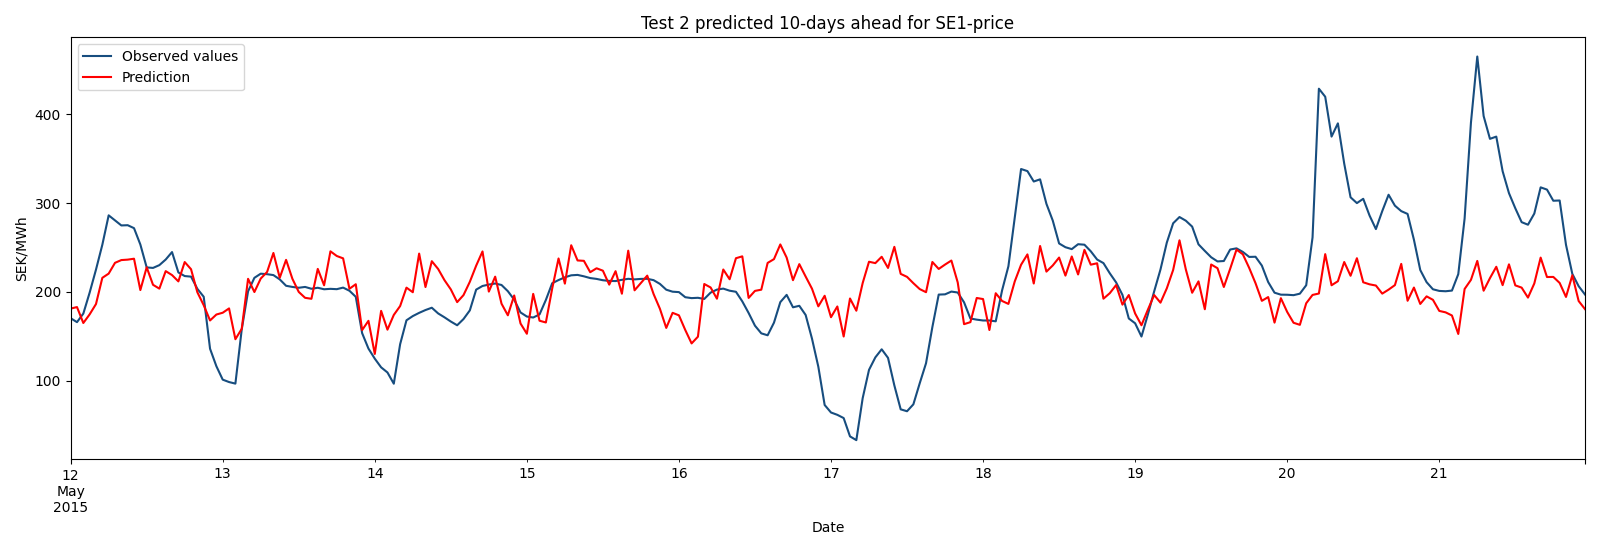 Test 2 predicted 10-days ahead for SE1-price
Observed values
Prediction
400
300
200
100
SEK/MWh
12 13 14 15 16 17 18 19 20 21
May
2015
Date